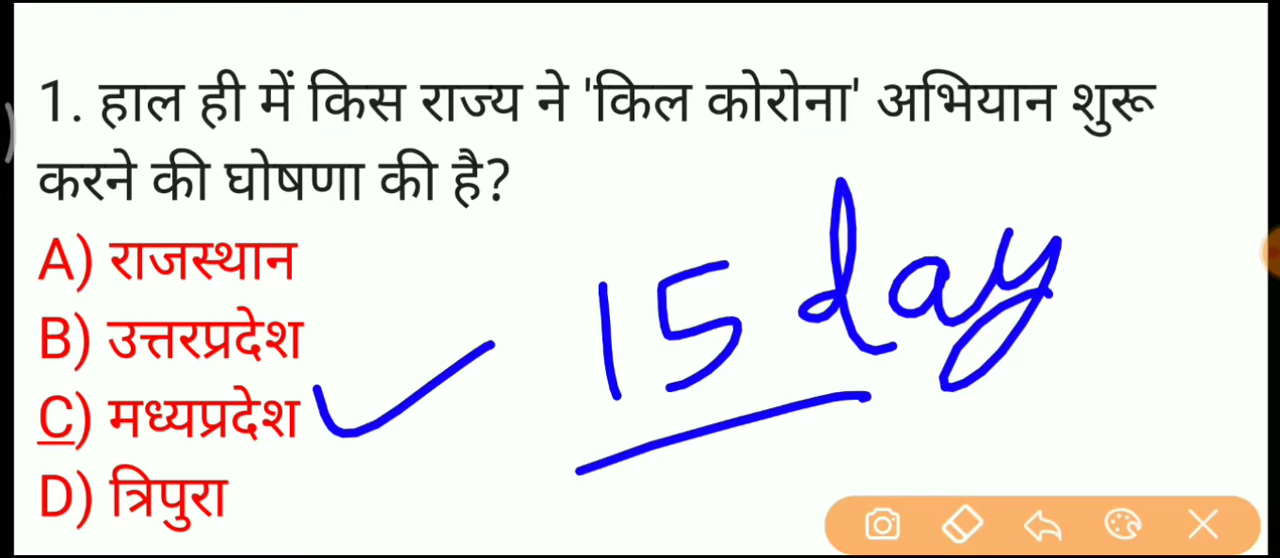 1. हाल ही में किस राज्य ने 'किल कोरोना' अभियान शुरू
करने की घोषणा की है?
A) राजस्थान
B) उत्तरप्रदेश
C) मध्यप्रदेश
D) त्रिपुरा
15 day